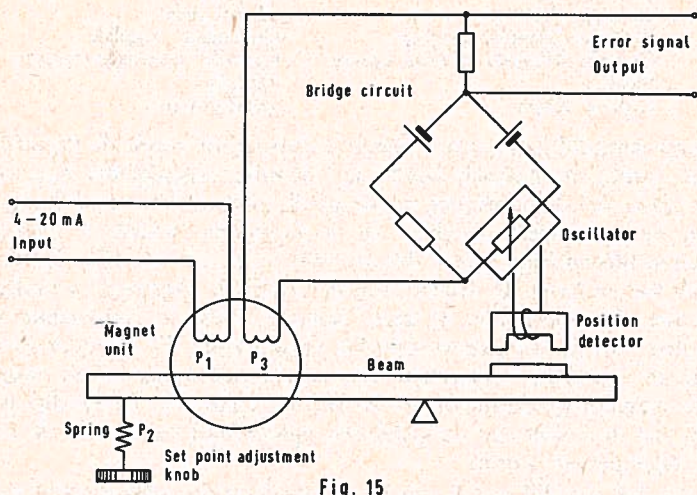 Error signal
Output
Bridge circuit
4 – 20 mA
Input
Oscillator
Magnet
unit
P1
P3
Position
detector
Beam
Spring
P2
Set point adjustment
knob
Fig. 15